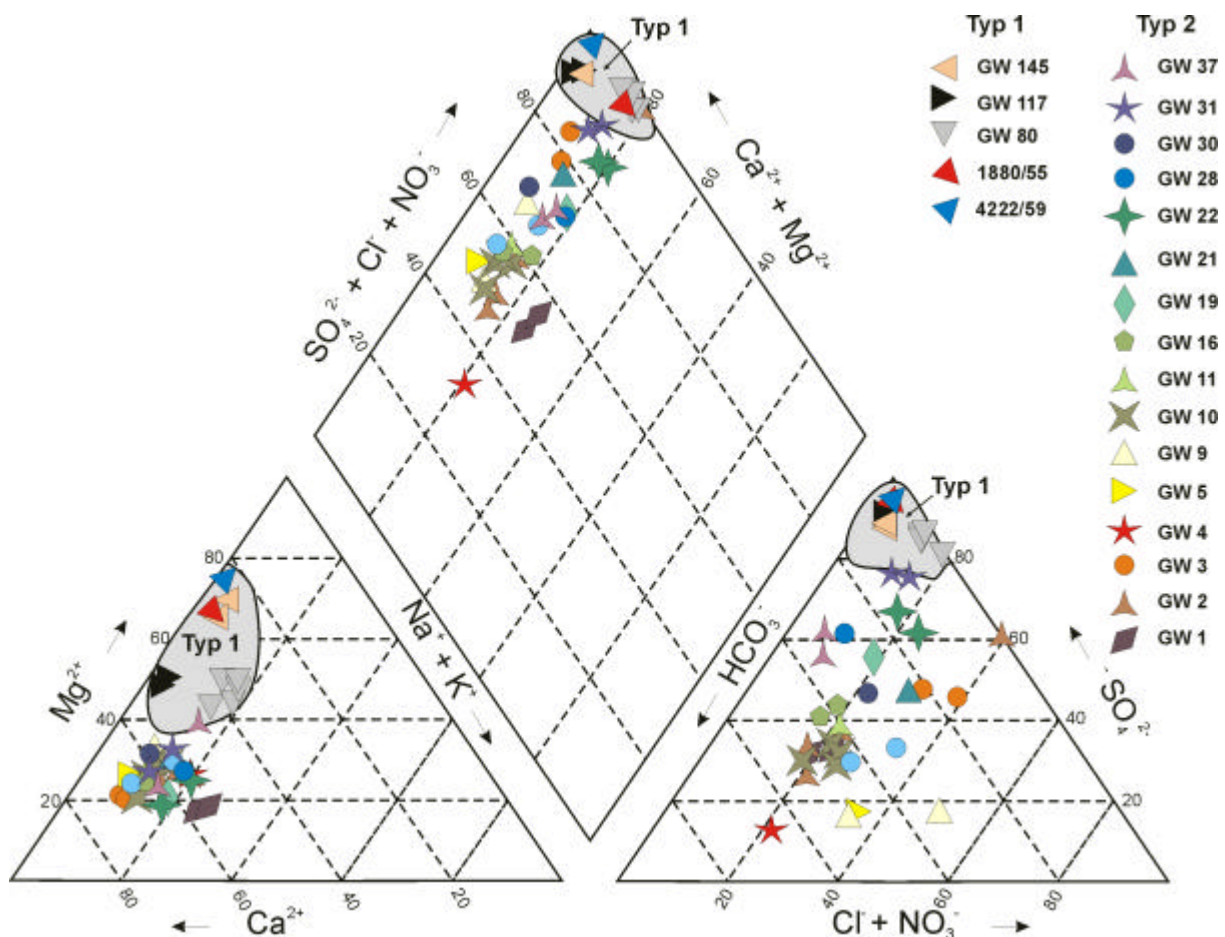 Typ 1
GW 145
GW 117
GW 80
1880/55
4222/59
Typ 2
GW 37
GW 31
GW 30
GW 28
GW 22
GW 21
GW 19
GW 16
GW 11
GW 10
GW 9
GW 5
GW 4
GW 3
GW 2
GW 1
Typ 1
SO₄²⁻ + Cl⁻ + NO₃⁻
Ca²⁺ + Mg²⁺
80
60
40
20
80
60
40
Typ 1
Mg²⁺
80
60
40
20
Ca²⁺
80
60
40
20
Na⁺ + K⁺
Typ 1
HCO₃⁻
SO₄²⁻
80
60
40
20
Cl⁻ + NO₃⁻
20
40
60
80